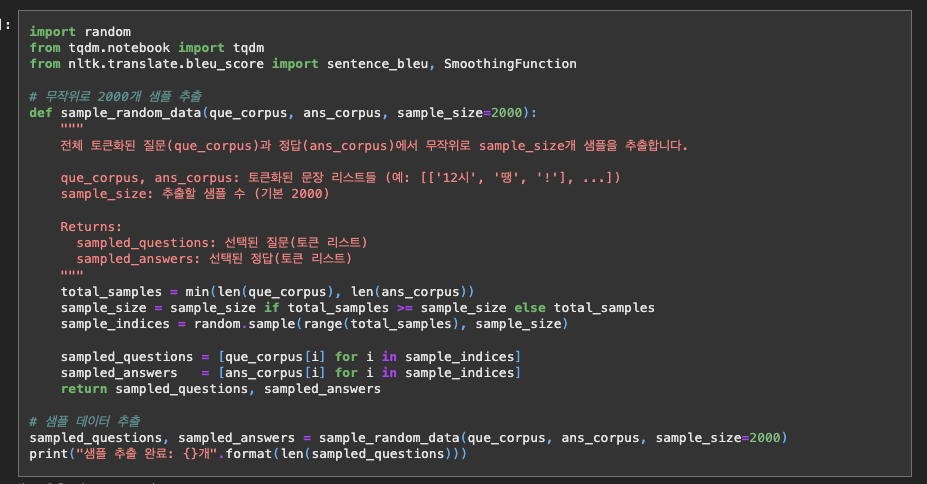 ]:
import random
from tqdm.notebook import tqdm
from nltk.translate.bleu_score import sentence_bleu, SmoothingFunction
# 무작위로 2000개 샘플 추출
def sample_random_data(que_corpus, ans_corpus, sample_size=2000):
"""
전체 토큰화된 질문(que_corpus)과 정답(ans_corpus)에서 무작위로 sample_size개 샘플을 추출합니다.
que_corpus, ans_corpus: 토큰화된 문장 리스트들 (예: [['12시', '땡', '!'], ...])
sample_size: 추출할 샘플 수 (기본 2000)
Returns:
sampled_questions: 선택된 질문(토큰 리스트)
sampled_answers: 선택된 정답(토큰 리스트)
"""
total_samples = min(len(que_corpus), len(ans_corpus))
sample_size = sample_size if total_samples >= sample_size else total_samples
sample_indices = random.sample(range(total_samples), sample_size)
sampled_questions = [que_corpus[i] for i in sample_indices]
sampled_answers   = [ans_corpus[i] for i in sample_indices]
return sampled_questions, sampled_answers
# 샘플 데이터 추출
sampled_questions, sampled_answers = sample_random_data(que_corpus, ans_corpus, sample_size=2000)
print("샘플 추출 완료: {}개".format(len(sampled_questions)))